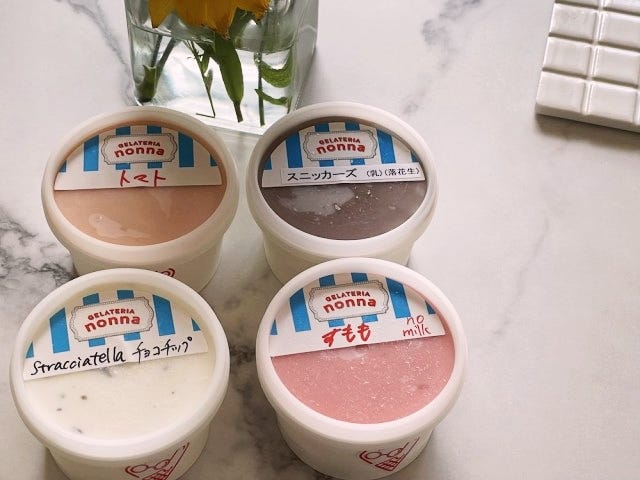 GELATERIA
nonna
トマト
GELATERIA
nonna
スニッカーズ (乳)(落花生)
GELATERIA
nonna
Stracciatella チョコチップ
GELATERIA
nonna
すもも
no
milk